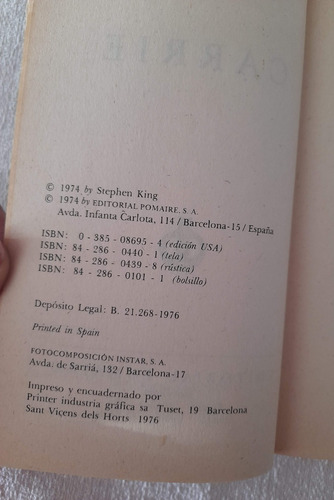 CARRIE
© 1974 by Stephen King
© 1974 by EDITORIAL POMAIRE, S. A.
Avda. Infanta Carlota, 114 / Barcelona-15 / España
ISBN: 0 - 385 - 08695 - 4 (edición USA)
ISBN: 84 - 286 - 0440 - 1 (tela)
ISBN: 84 - 286 - 0439 - 8 (rústica)
ISBN: 84 - 286 - 0101 - 1 (bolsillo)
Depósito Legal: B. 21.268-1976
Printed in Spain
FOTOCOMPOSICIÓN INSTAR, S. A.
Avda. de Sarriá, 132 / Barcelona-17
Impreso y encuadernado por
Printer industria gráfica sa Tuset, 19 Barcelona
Sant Viçens dels Horts 1976